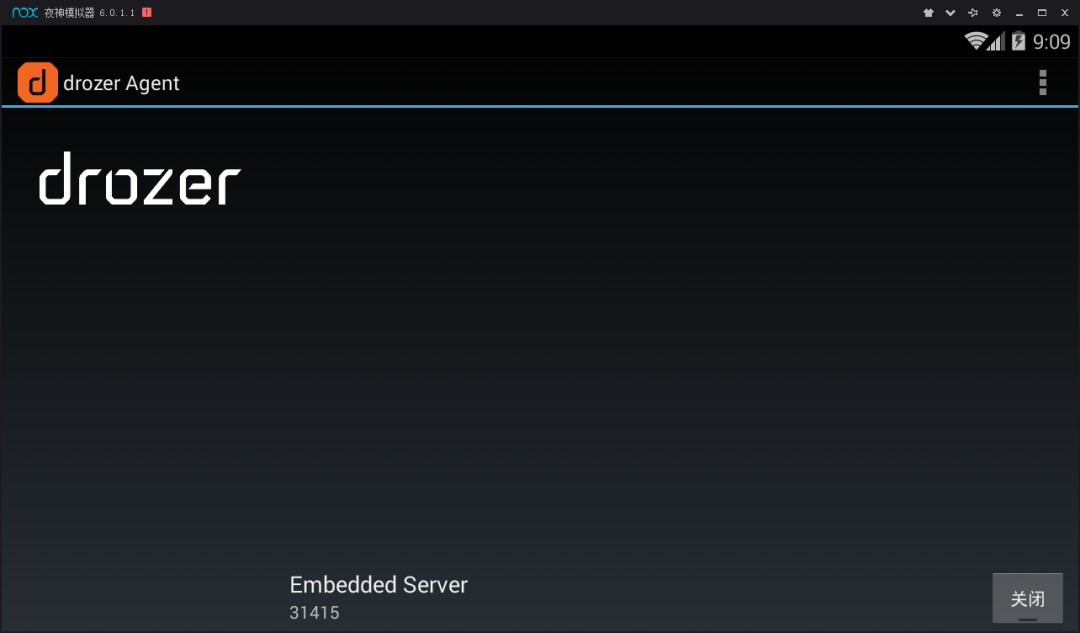 nox 夜神模拟器 6.0.1.1
9:09
drozer Agent
drozer
Embedded Server
31415
关闭